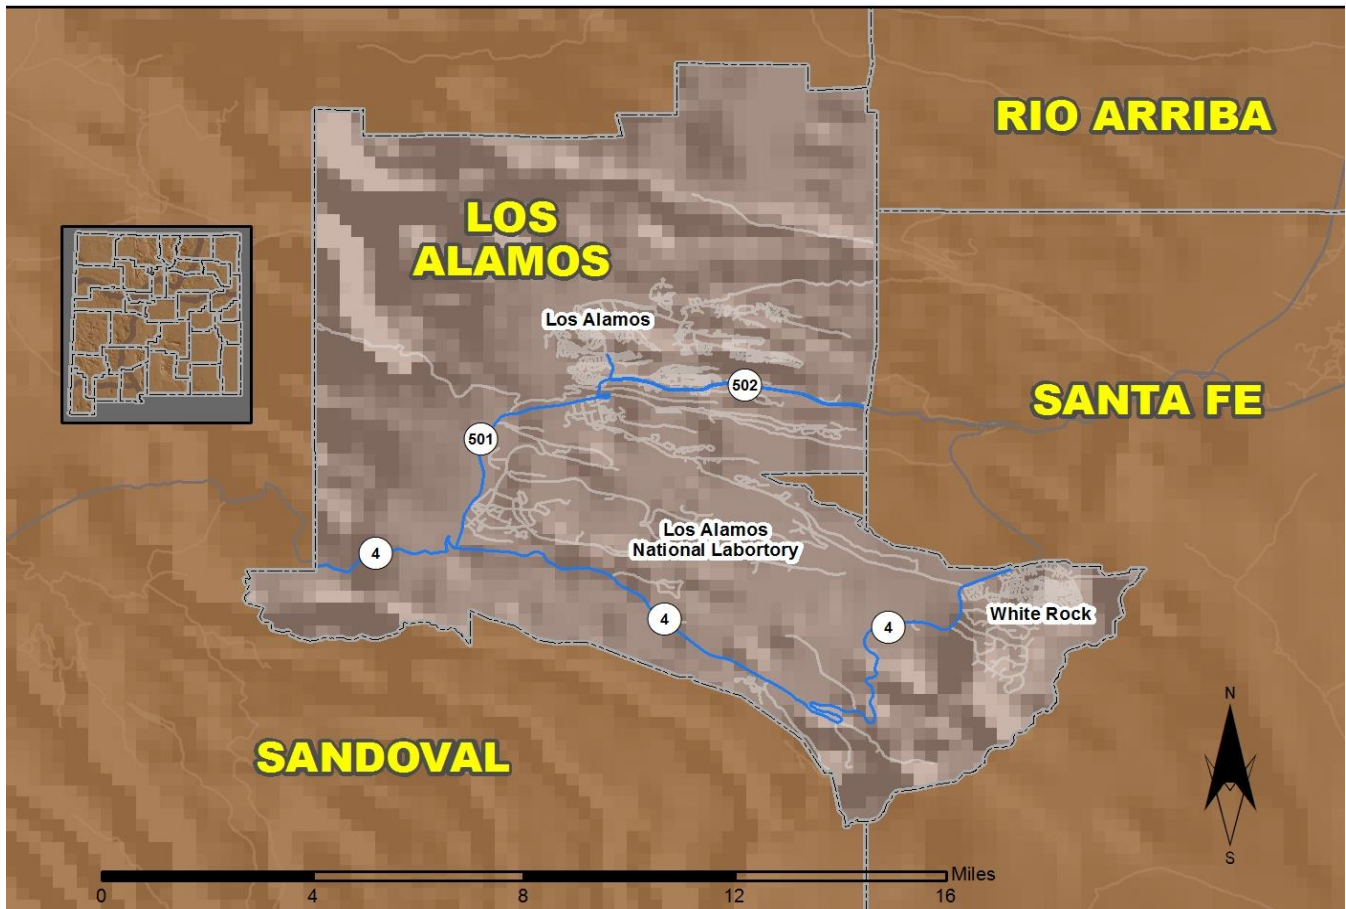 RIO ARRIBA
LOS
ALAMOS
Los Alamos
502
SANTA FE
501
Los Alamos
National Labortory
4
4
4
White Rock
SANDOVAL
N
S
Miles
0 4 8 12 16